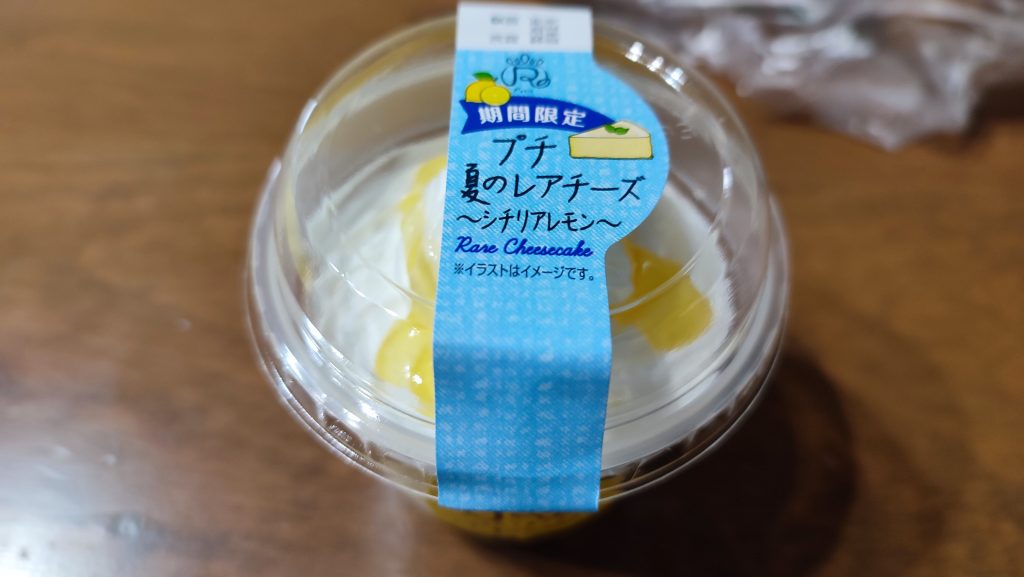 期間限定
プチ
夏のレアチーズ
～シチリアレモン～
Rare Cheesecake
※イラストはイメージです。